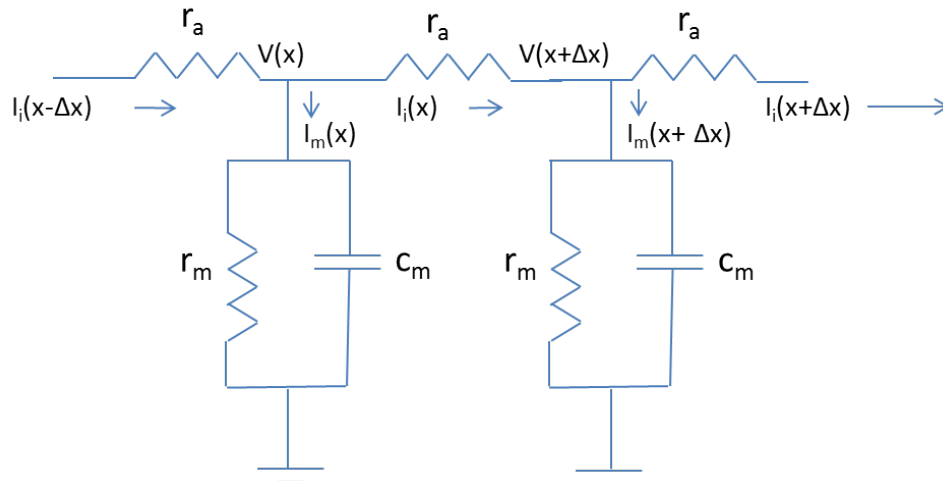 rₐ
rₐ
rₐ
V(x)
V(x+Δx)
Iᵢ(x-Δx)
Iᵢ(x)
Iᵢ(x+Δx)
Iₘ(x)
Iₘ(x+ Δx)
rₘ
cₘ
rₘ
cₘ